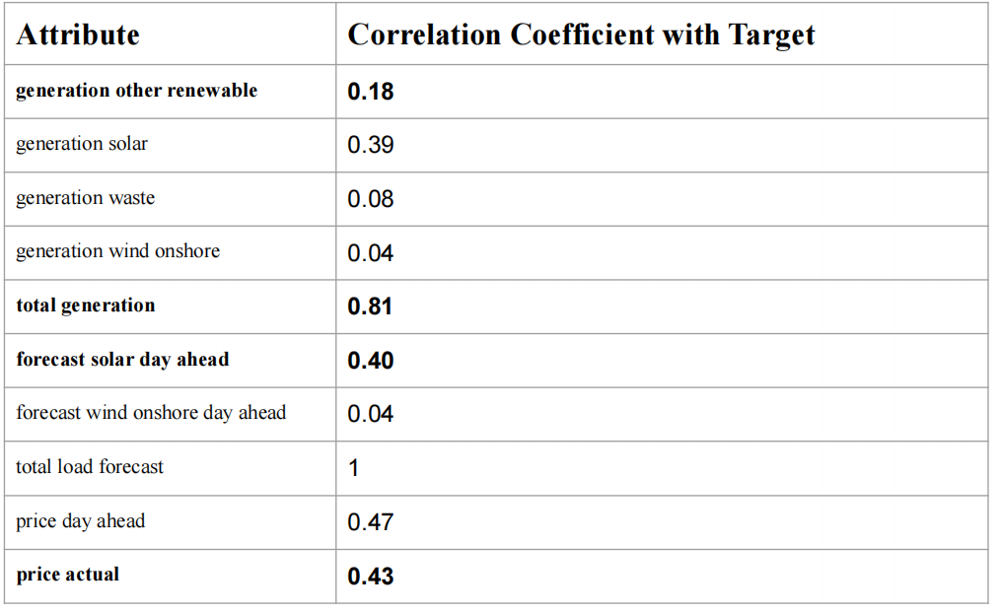 Attribute Correlation Coefficient with Target
generation other renewable 0.18
generation solar 0.39
generation waste 0.08
generation wind onshore 0.04
total generation 0.81
forecast solar day ahead 0.40
forecast wind onshore day ahead 0.04
total load forecast 1
price day ahead 0.47
price actual 0.43